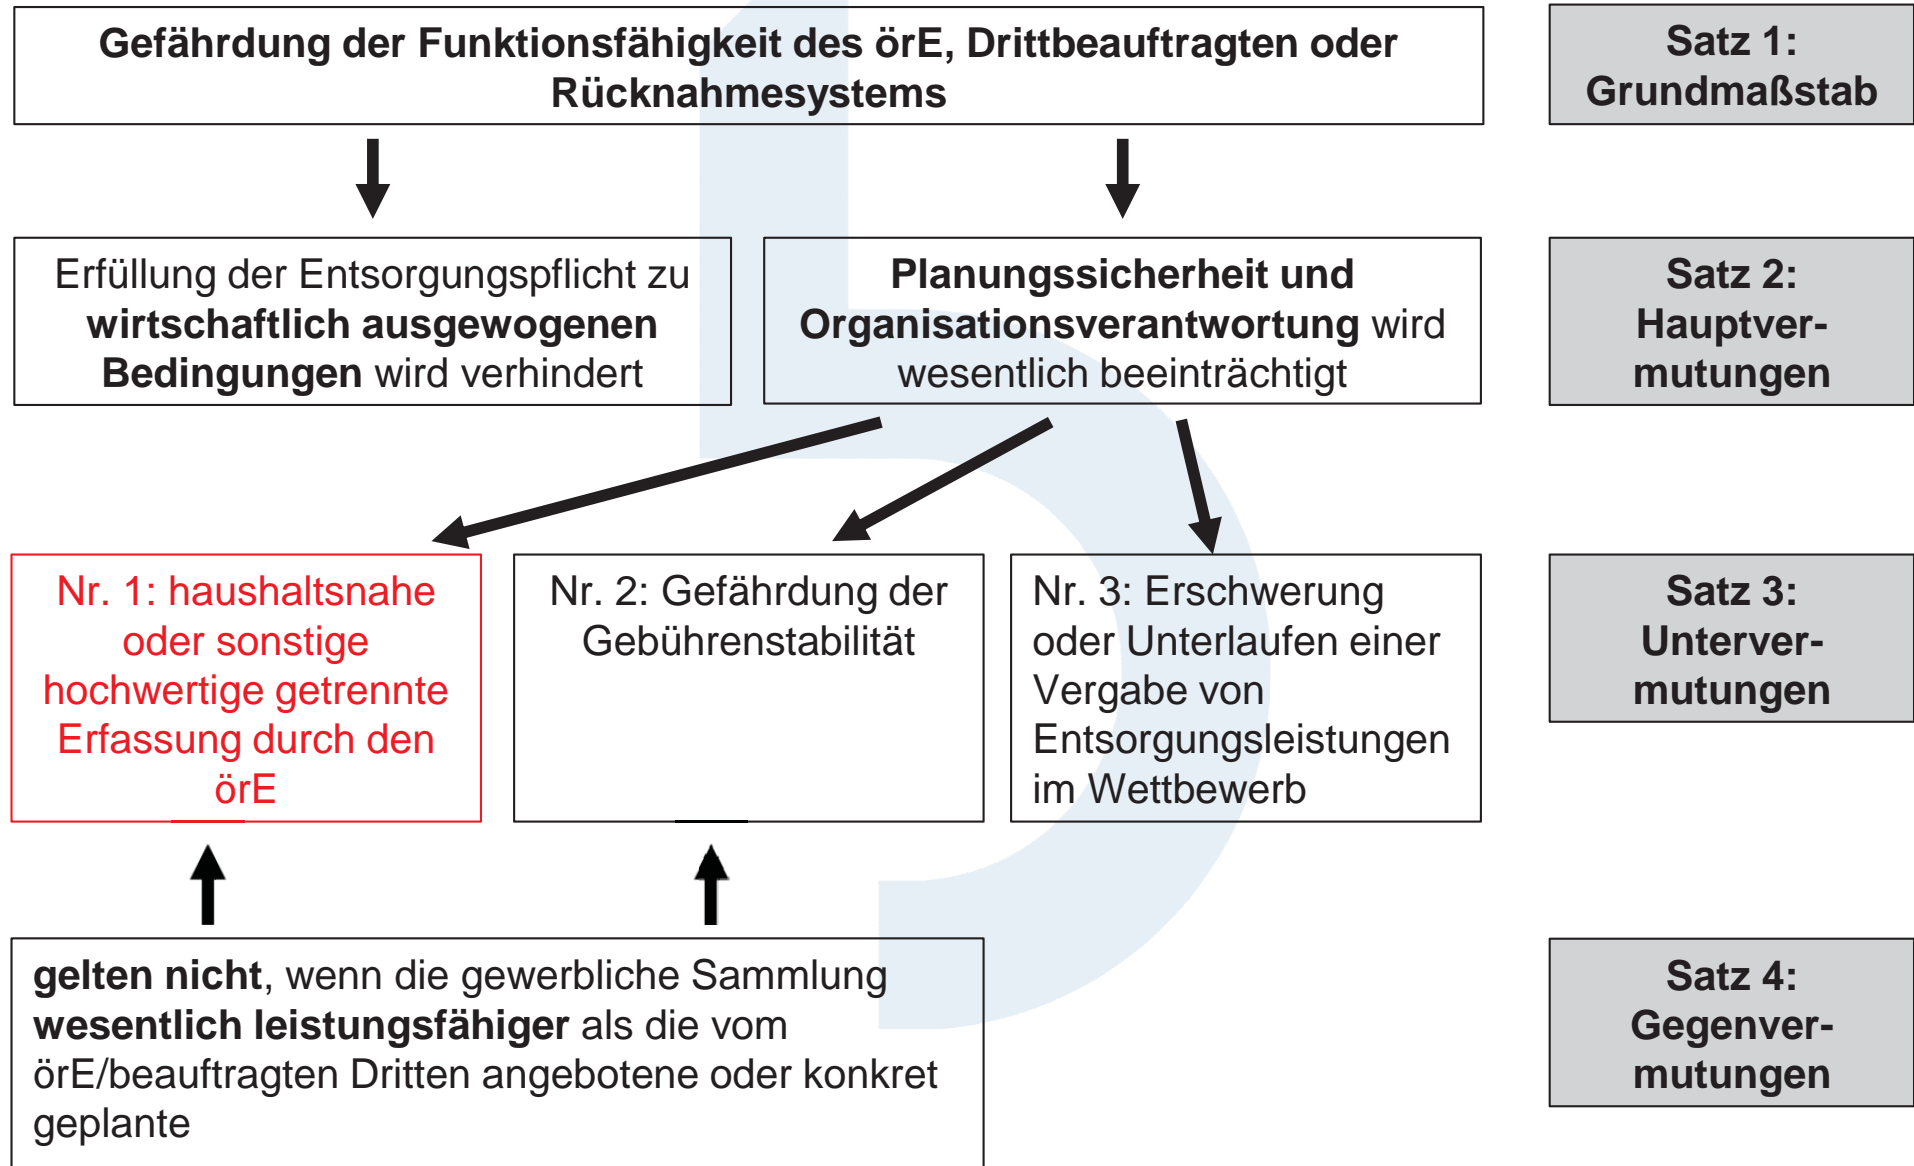 Gefährdung der Funktionsfähigkeit des örE, Drittbeauftragten oder
Rücknahmesystems
Satz 1:
Grundmaßstab
Erfüllung der Entsorgungspflicht zu
wirtschaftlich ausgewogenen
Bedingungen wird verhindert
Planungssicherheit und
Organisationsverantwortung wird
wesentlich beeinträchtigt
Satz 2:
Hauptver-
mutungen
Nr. 1: haushaltsnahe
oder sonstige
hochwertige getrennte
Erfassung durch den
örE
Nr. 2: Gefährdung der
Gebührenstabilität
Nr. 3: Erschwerung
oder Unterlaufen einer
Vergabe von
Entsorgungsleistungen
im Wettbewerb
Satz 3:
Unterver-
mutungen
gelten nicht, wenn die gewerbliche Sammlung
wesentlich leistungsfähiger als die vom
örE/beauftragten Dritten angebotene oder konkret
geplante
Satz 4:
Gegenver-
mutungen